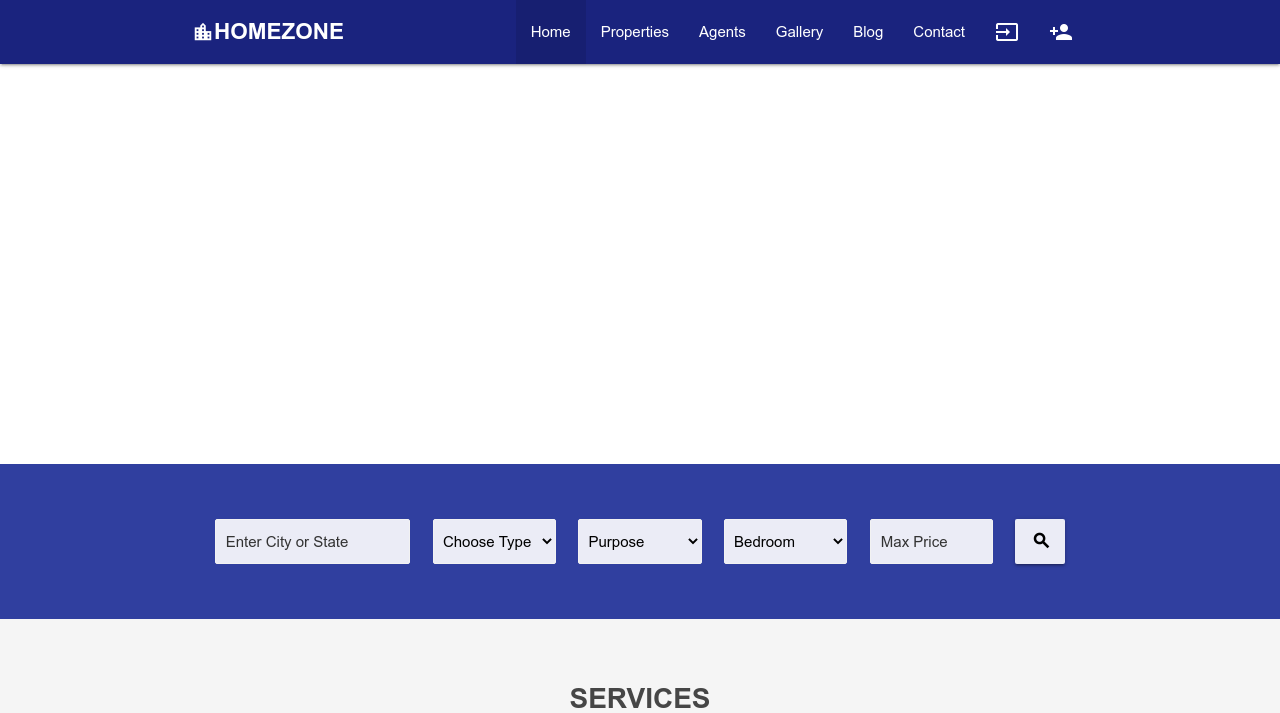 HOMEZONE
Home Properties Agents Gallery Blog Contact
Enter City or State Choose Type Purpose Bedroom Max Price
SERVICES